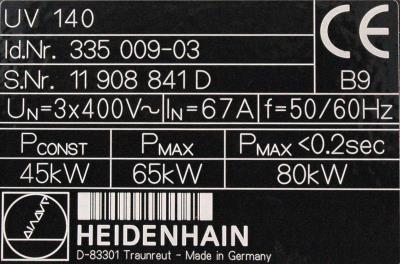 UV 140
Id.Nr. 335 009-03
S.Nr. 11 908 841 D
CE
B9
UN=3x400V~ IN=67A f=50/60Hz
PCONST PMAX PMAX <0.2sec
45kW 65kW 80kW
HEIDENHAIN
D-83301 Traunreut - Made in Germany